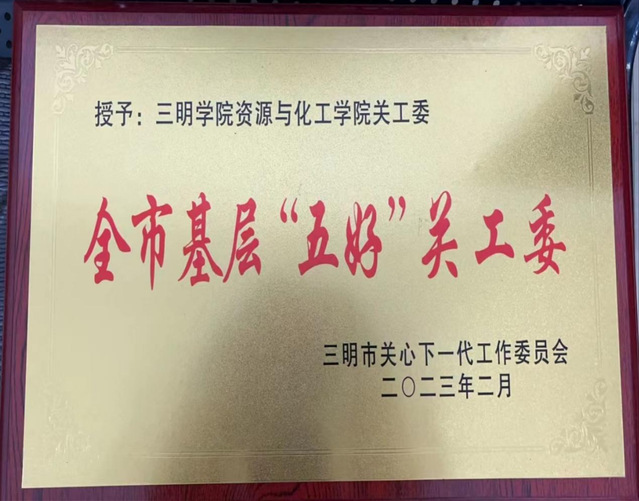 授予：三明学院资源与化工学院关工委
全市基层“五好”关工委
三明市关心下一代工作委员会
二〇二三年二月